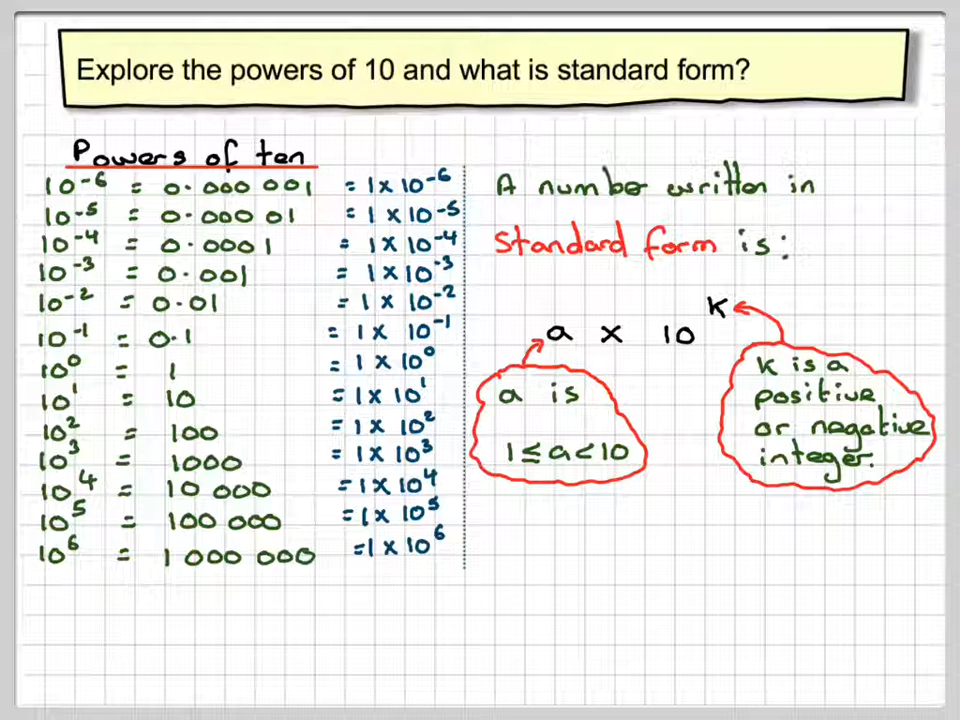 Explore the powers of 10 and what is standard form?
Powers of ten
10⁻⁶ = 0.000 001 = 1 x 10⁻⁶
10⁻⁵ = 0.000 01 = 1 x 10⁻⁵
10⁻⁴ = 0.000 1 = 1 x 10⁻⁴
10⁻³ = 0.001 = 1 x 10⁻³
10⁻² = 0.01 = 1 x 10⁻²
10⁻¹ = 0.1 = 1 x 10⁻¹
10⁰ = 1 = 1 x 10⁰
10¹ = 10 = 1 x 10¹
10² = 100 = 1 x 10²
10³ = 1000 = 1 x 10³
10⁴ = 10 000 = 1 x 10⁴
10⁵ = 100 000 = 1 x 10⁵
10⁶ = 1 000 000 = 1 x 10⁶
A number written in
Standard form is:
a x 10ᵏ
a is
1 ≤ a < 10
K is a
positive
or negative
integer.